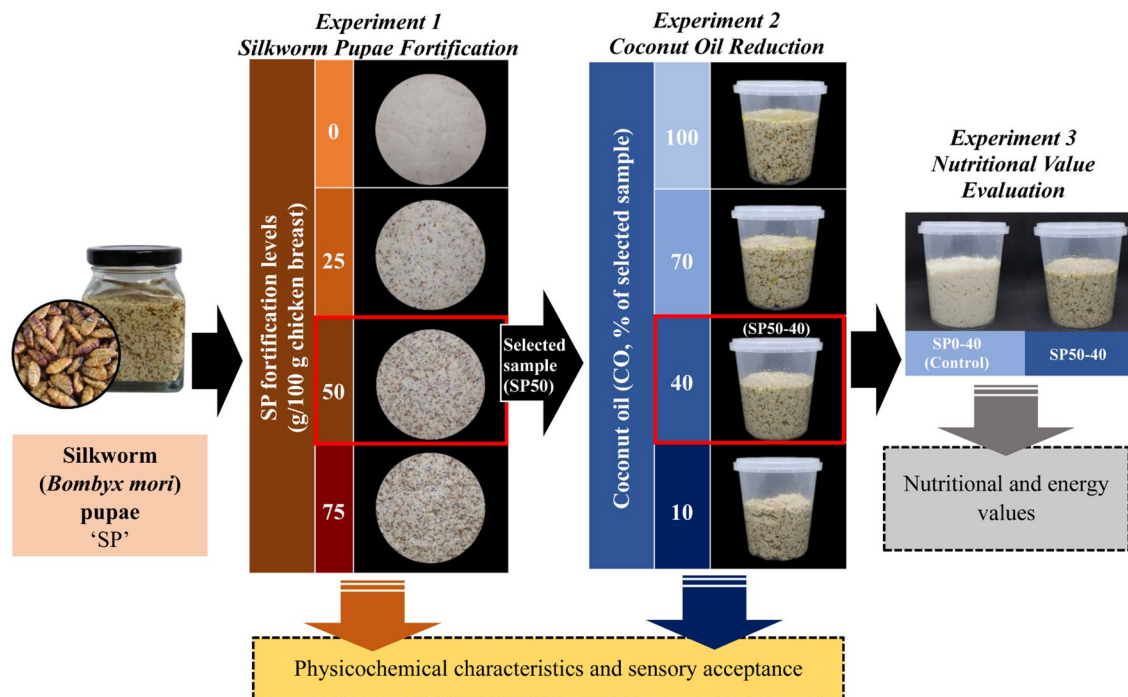 Experiment 1
Silkworm Pupae Fortification
SP fortification levels
(g/100 g chicken breast)
0
25
50
75
Silkworm
(Bombyx mori)
pupae
‘SP’
Selected
sample
(SP50)
Experiment 2
Coconut Oil Reduction
Coconut oil (CO, % of selected sample)
100
70
40
10
(SP50-40)
Experiment 3
Nutritional Value
Evaluation
SP0-40
(Control)
SP50-40
Nutritional and energy
values
Physicochemical characteristics and sensory acceptance